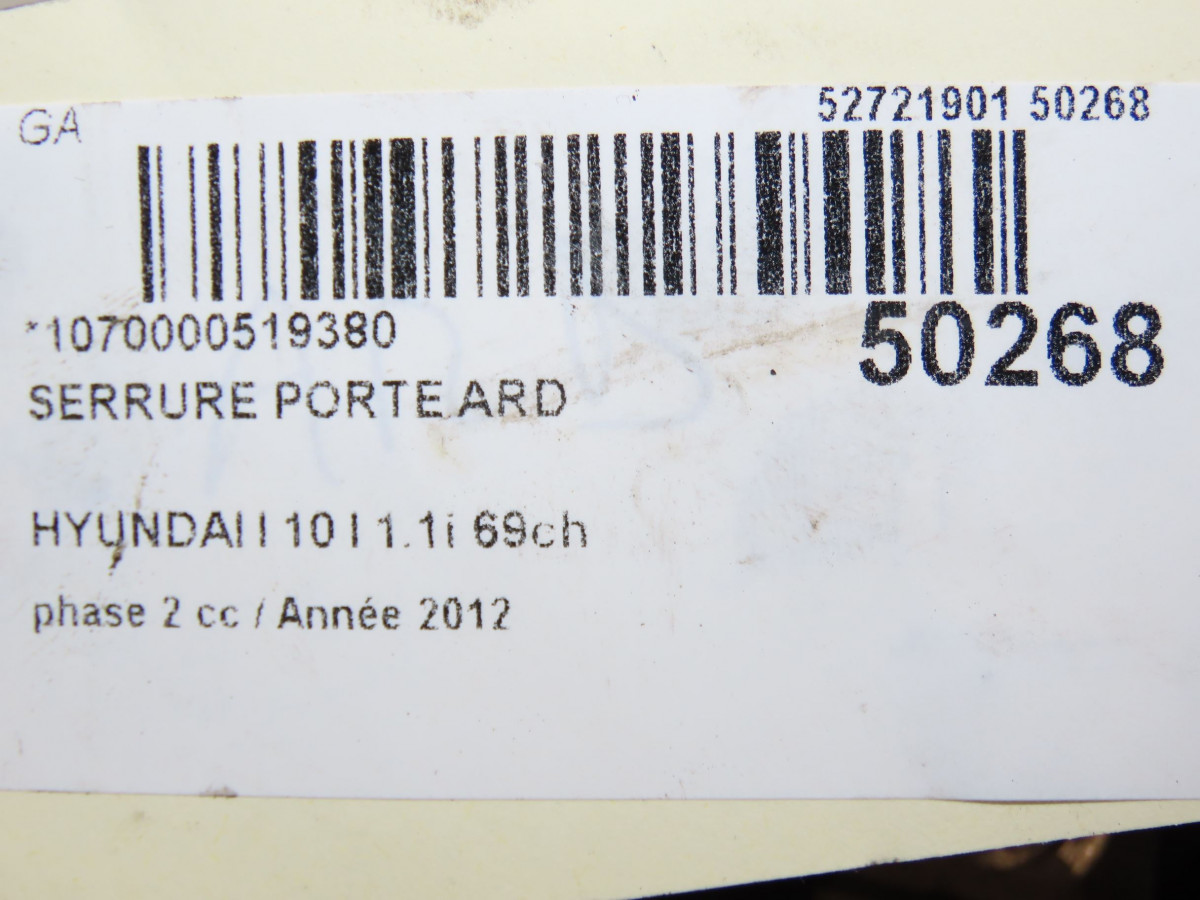 GA
52721901 50268
*1070000519380
50268
SERRURE PORTE ARD
HYUNDAI I 10 I 1.1i 69ch
phase 2 cc / Année 2012